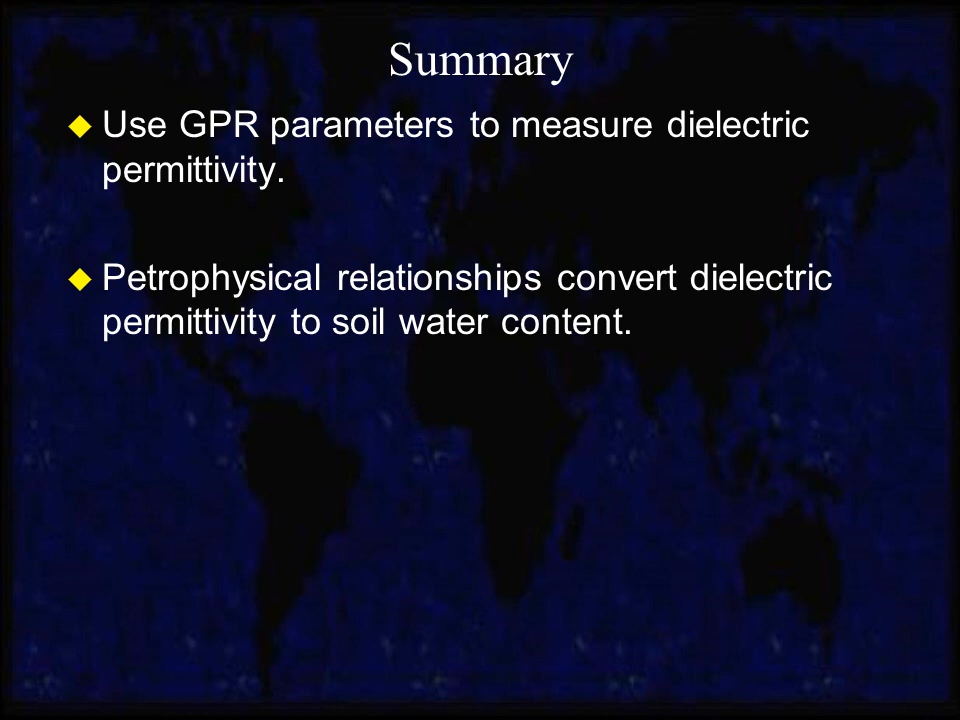 Summary
Use GPR parameters to measure dielectric
permittivity.
Petrophysical relationships convert dielectric
permittivity to soil water content.